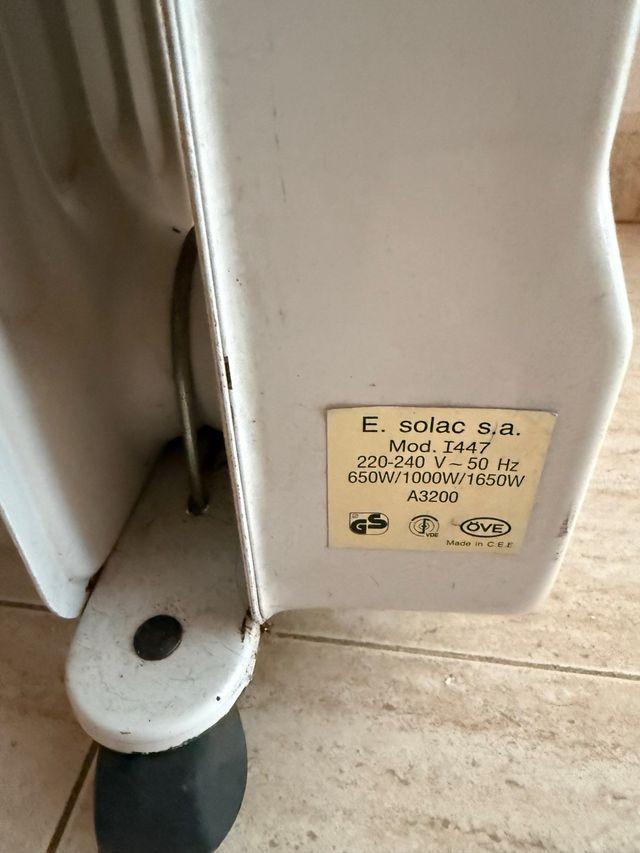 E. solac s.a.
Mod. I447
220-240 V ~ 50 Hz
650W/1000W/1650W
A3200
GS VDE ÖVE
Made in C.E.E